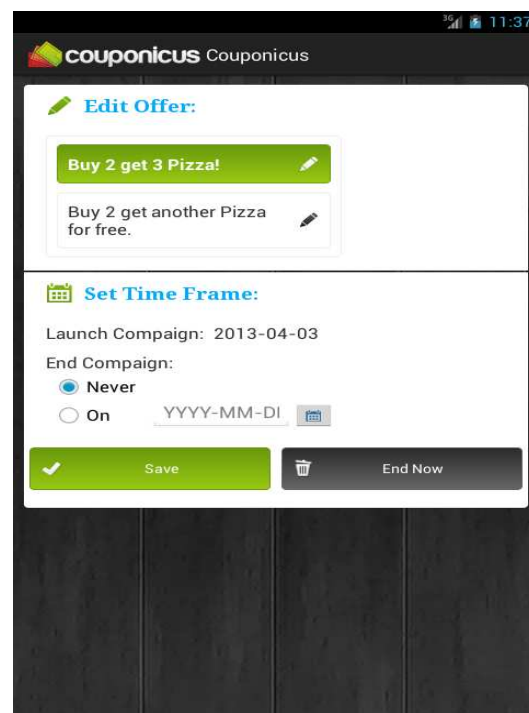 3G 11:37
couponicus Couponicus
Edit Offer:
Buy 2 get 3 Pizza!
Buy 2 get another Pizza
for free.
Set Time Frame:
Launch Compaign: 2013-04-03
End Compaign:
Never
On YYYY-MM-DI
Save End Now